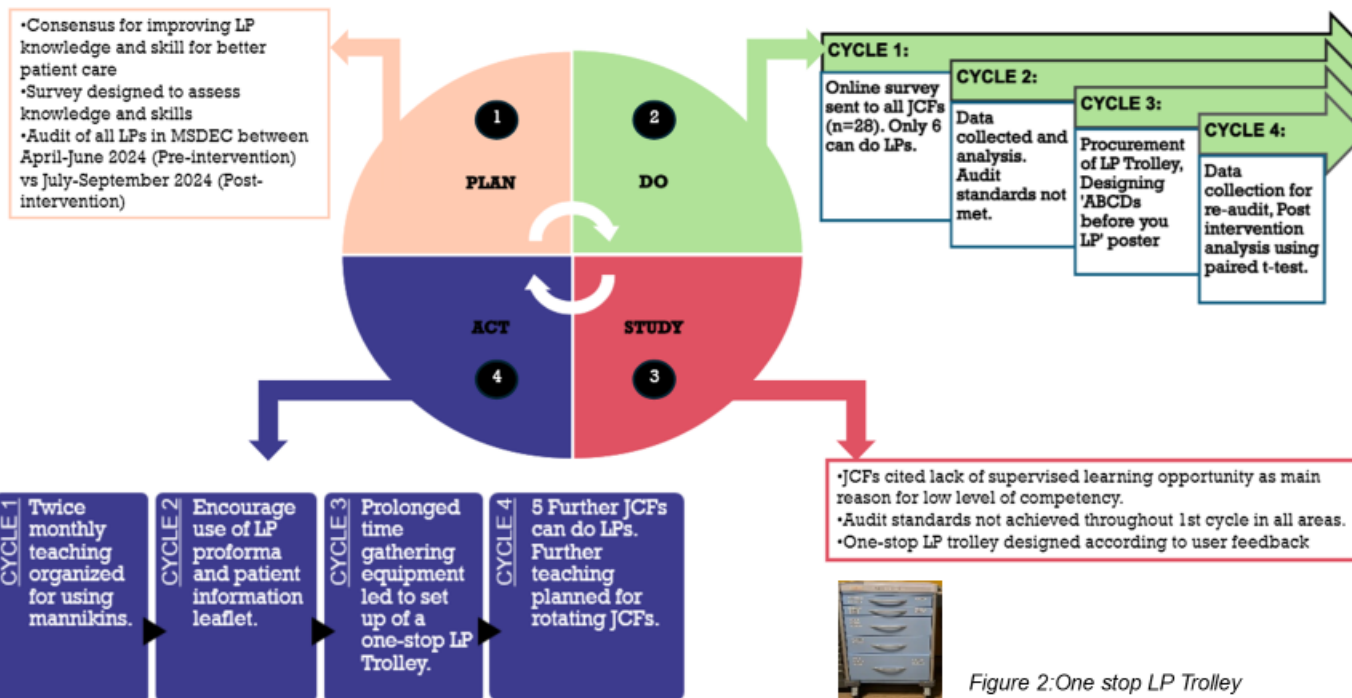 •Consensus for improving LP
knowledge and skill for better
patient care
•Survey designed to assess
knowledge and skills
•Audit of all LPs in MSDEC between
April-June 2024 (Pre-intervention)
vs July-September 2024 (Post-
intervention)
1
PLAN
2
DO
ACT
4
STUDY
3
CYCLE 1:
Online survey
sent to all JCFs
(n=28). Only 6
can do LPs.
CYCLE 2:
Data
collected and
analysis.
Audit
standards not
met.
CYCLE 3:
Procurement
of LP Trolley,
Designing
'ABCDs
before you
LP' poster
CYCLE 4:
Data
collection for
re-audit, Post
intervention
analysis using
paired t-test.
•JCFs cited lack of supervised learning opportunity as main
reason for low level of competency.
•Audit standards not achieved throughout 1st cycle in all areas.
•One-stop LP trolley designed according to user feedback
CYCLE 1
Twice
monthly
teaching
organized
for using
mannikins.
CYCLE 2
Encourage
use of LP
proforma
and patient
information
leaflet.
CYCLE 3
Prolonged
time
gathering
equipment
led to set
up of a
one-stop LP
Trolley.
CYCLE 4
5 Further JCFs
can do LPs.
Further
teaching
planned for
rotating JCFs.
Figure 2:One stop LP Trolley